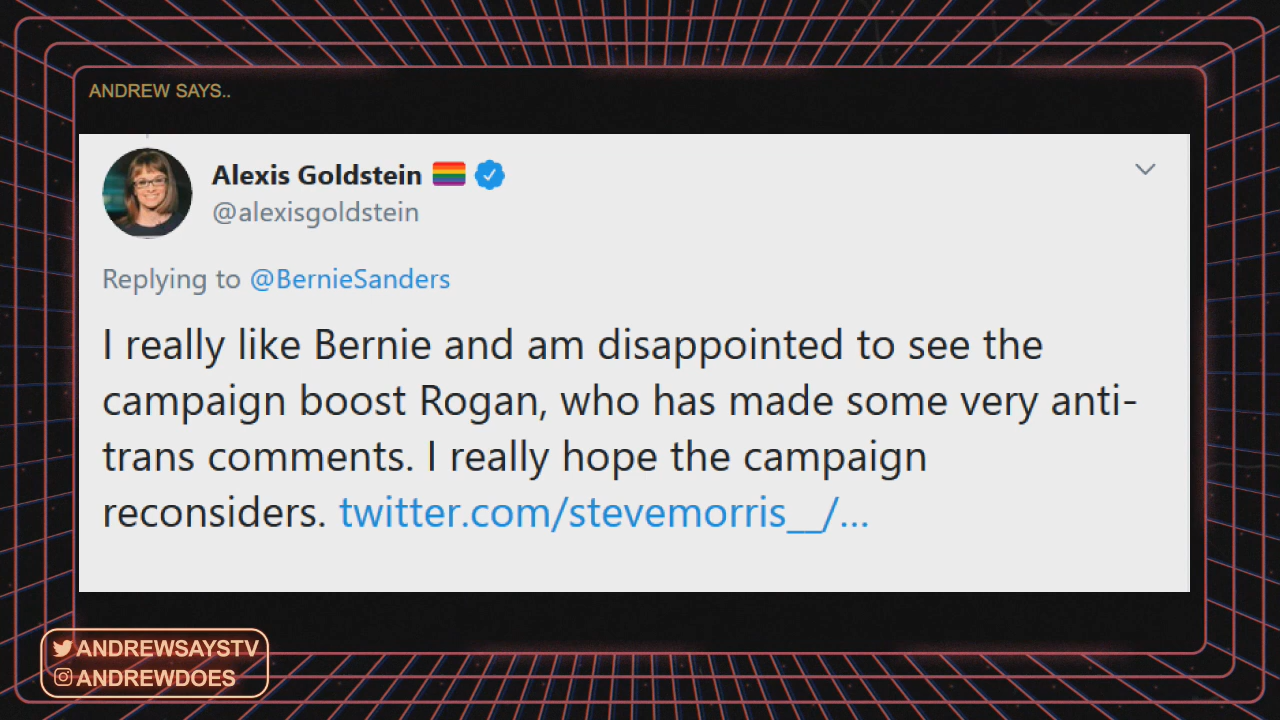 ANDREW SAYS..
Alexis Goldstein
@alexisgoldstein
Replying to @BernieSanders
I really like Bernie and am disappointed to see the
campaign boost Rogan, who has made some very anti-
trans comments. I really hope the campaign
reconsiders. twitter.com/stevemorris__/...
ANDREWSAYSTV
ANDREWDOES